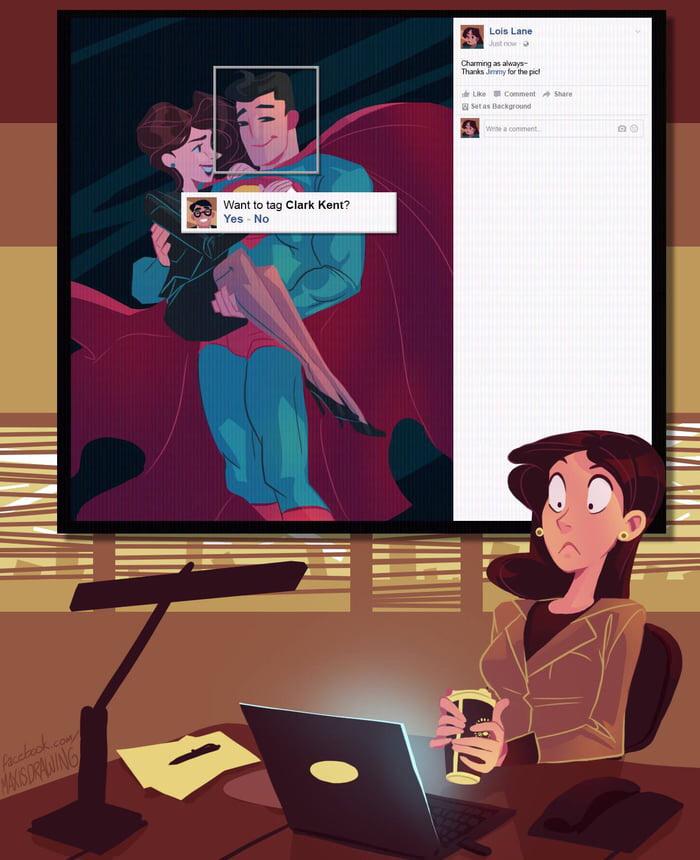 Lois Lane
Just now
Charming as always~
Thanks Jimmy for the pic!
Like Comment Share
Set as Background
Write a comment...
Want to tag Clark Kent?
Yes - No
facebook.com/
MAXISDRAWING